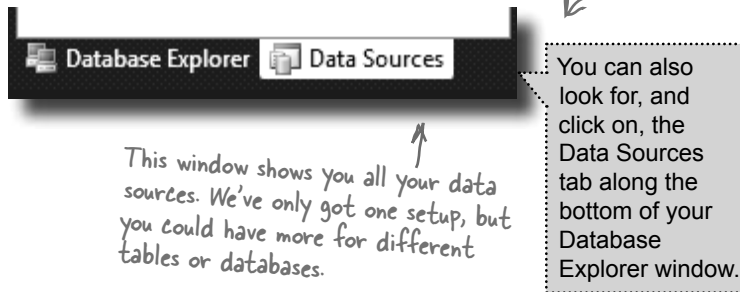 Database Explorer Data Sources
You can also
look for, and
click on, the
Data Sources
tab along the
bottom of your
Database
Explorer window.
This window shows you all your data
sources. We've only got one setup, but
you could have more for different
tables or databases.